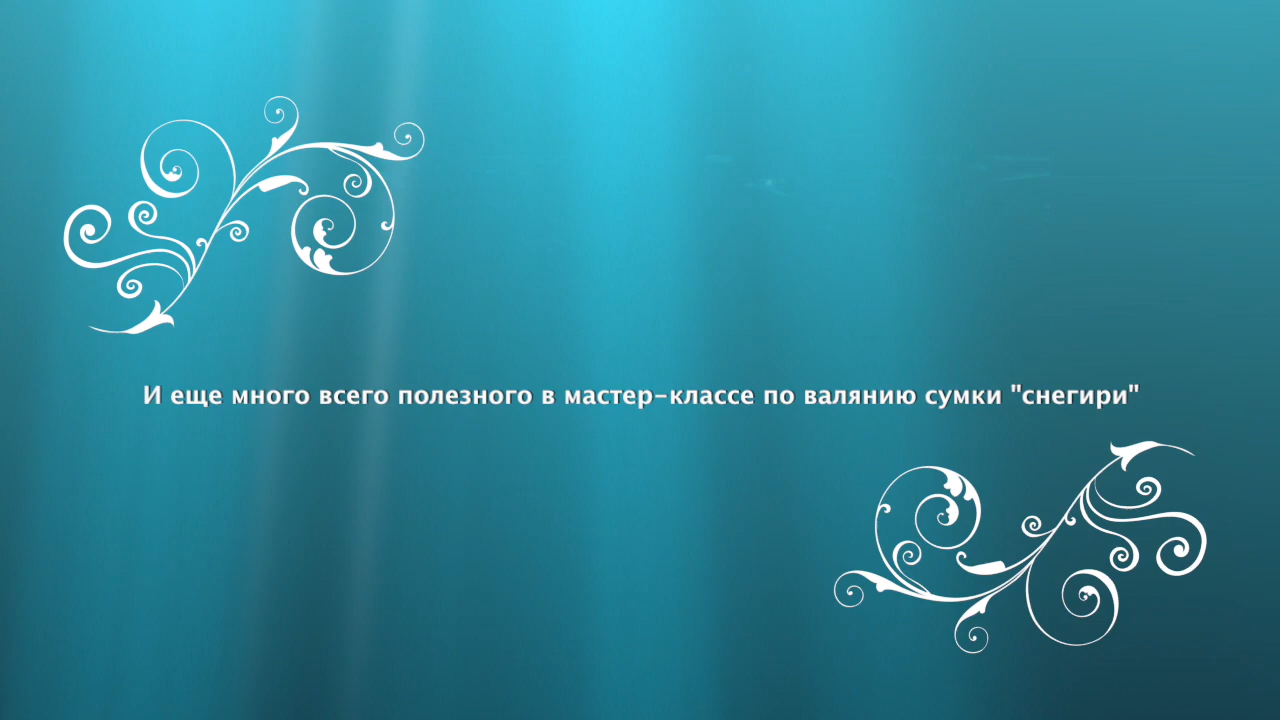 И еще много всего полезного в мастер-классе по валянию сумки "снегири"